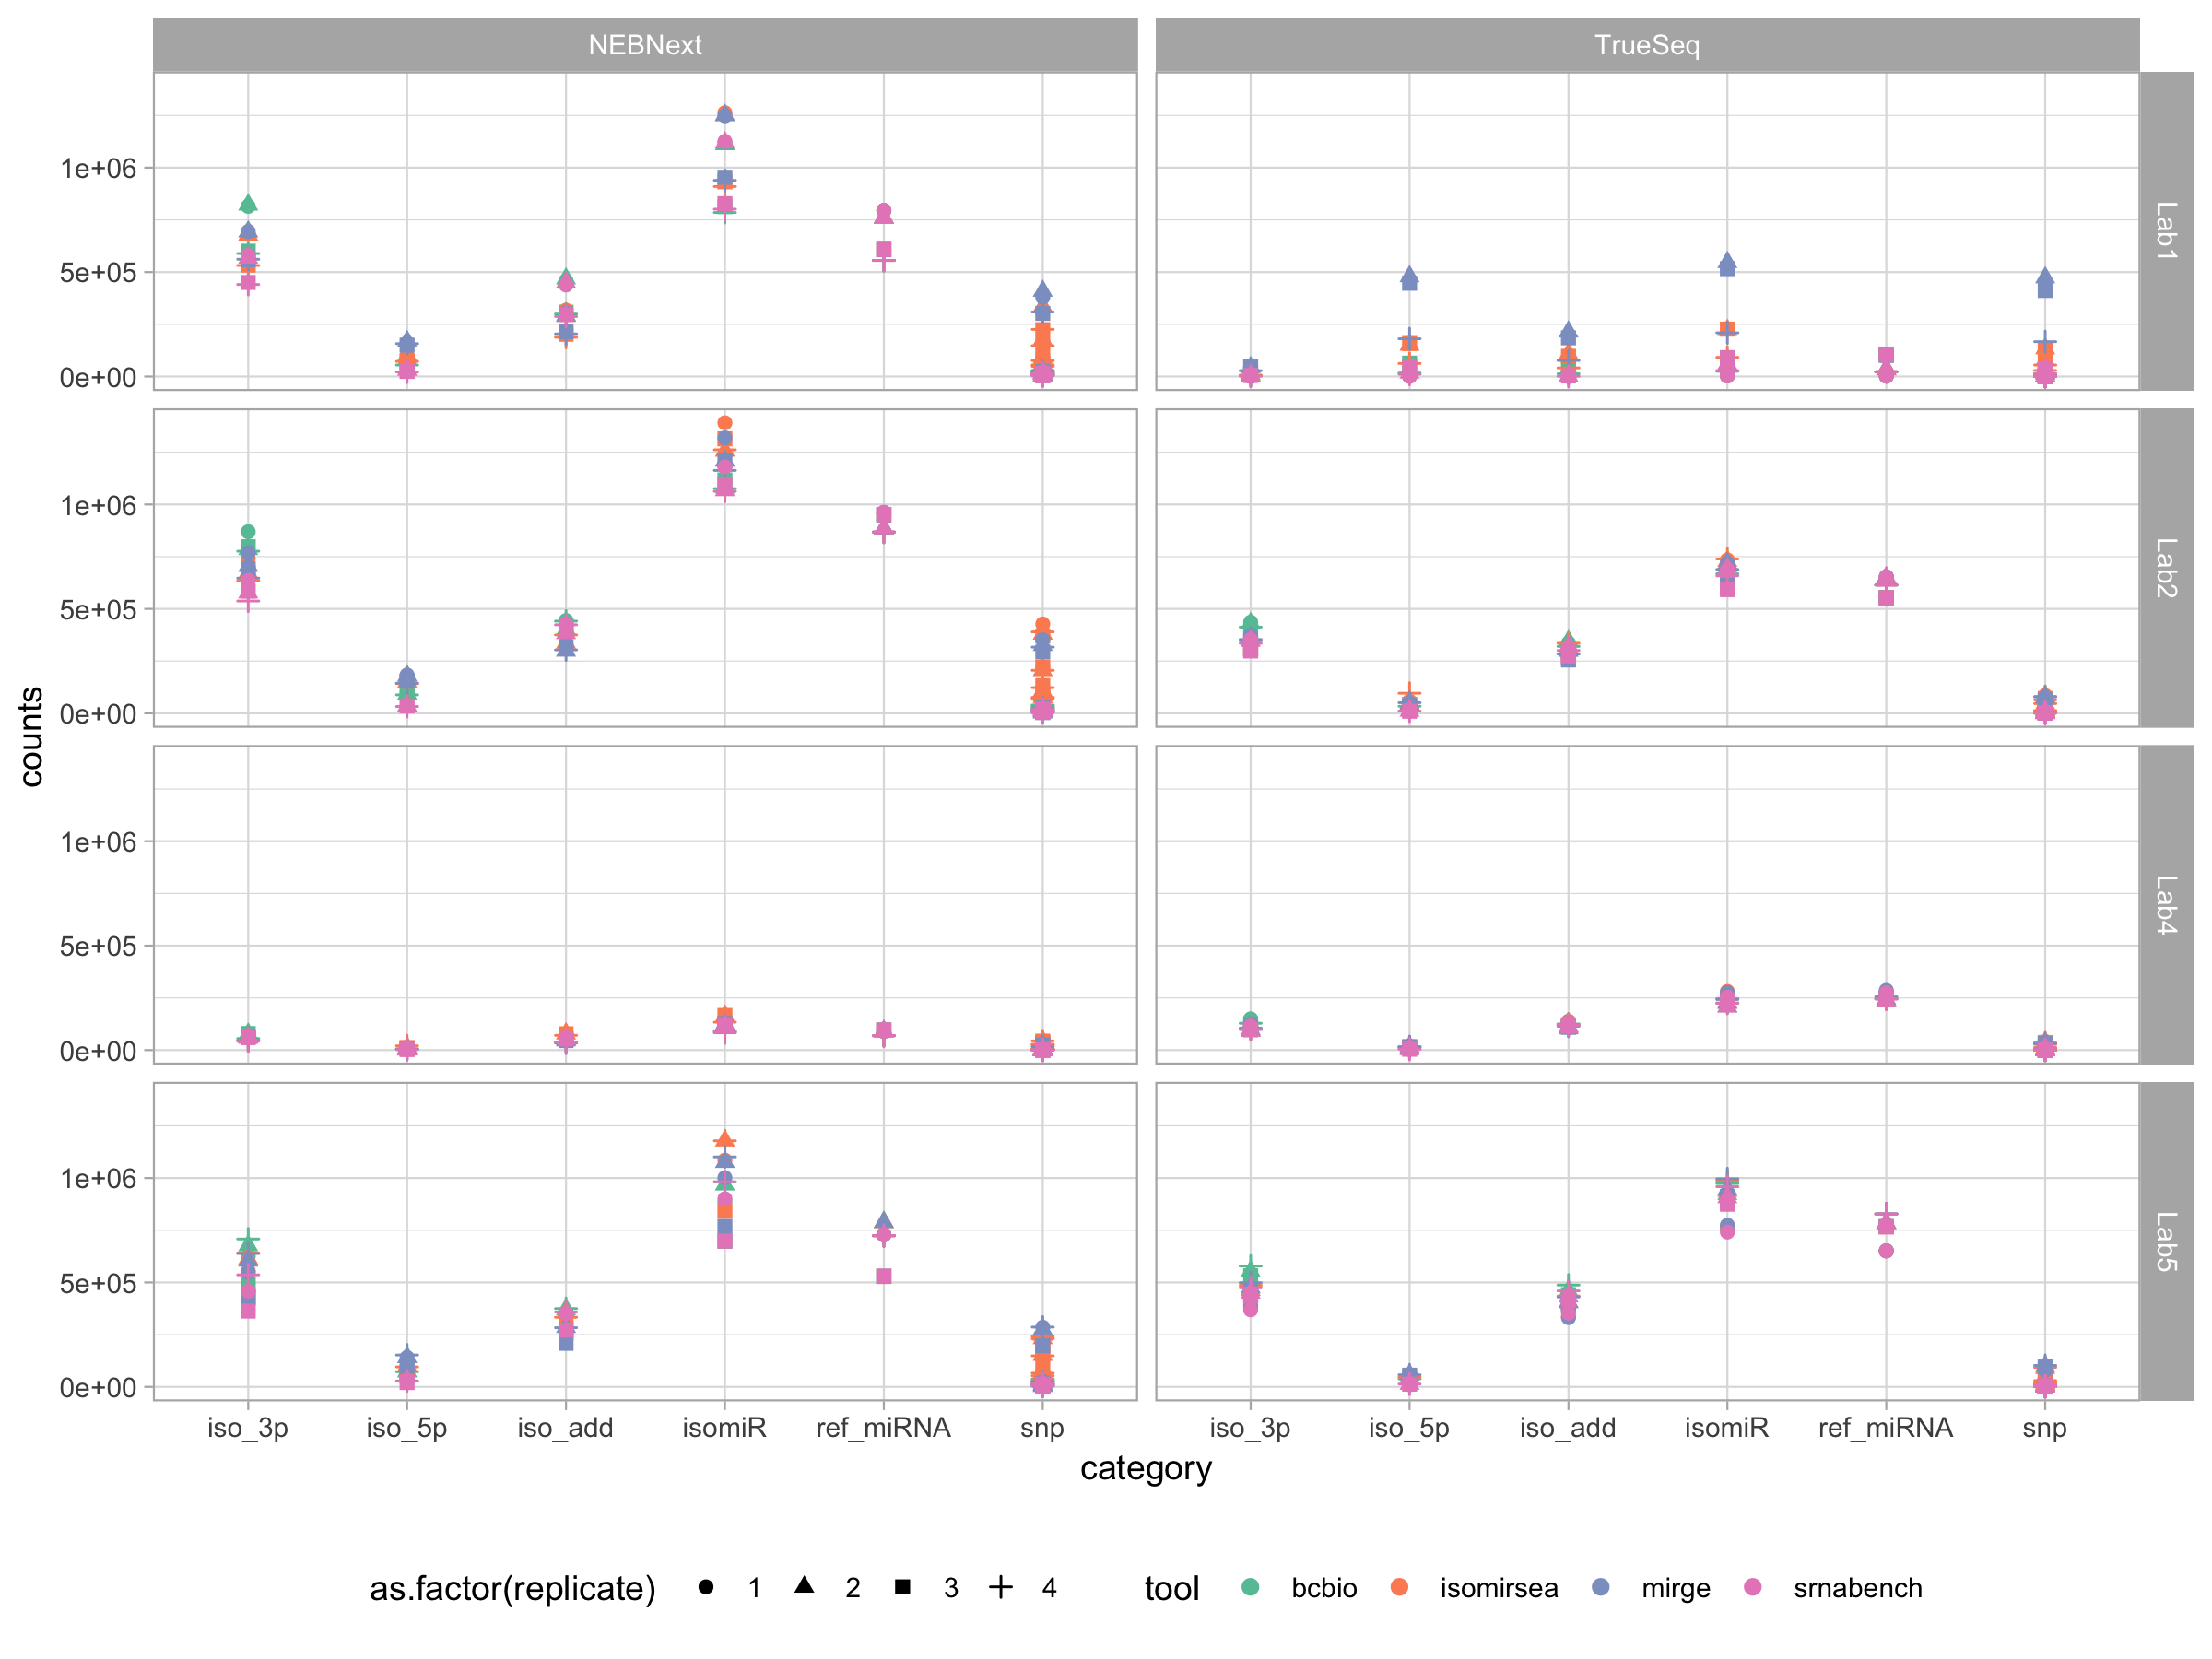 NEBNext TrueSeq
1e+06
5e+05
0e+00
Lab1
1e+06
5e+05
0e+00
Lab2
1e+06
5e+05
0e+00
Lab4
1e+06
5e+05
0e+00
Lab5
counts
iso_3p iso_5p iso_add isomiR ref_miRNA snp iso_3p iso_5p iso_add isomiR ref_miRNA snp
category
as.factor(replicate) 1 2 3 4 tool bcbio isomirsea mirge srnabench